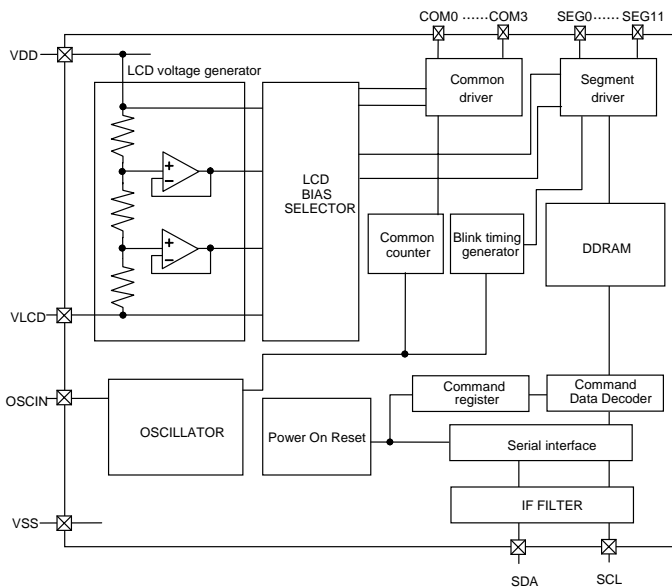 COM0 ······ COM3
SEG0 ······ SEG11
VDD
LCD voltage generator
Common
driver
Segment
driver
+
−
LCD
BIAS
SELECTOR
+
−
Common
counter
Blink timing
generator
DDRAM
VLCD
OSCIN
OSCILLATOR
Power On Reset
Command
register
Command
Data Decoder
Serial interface
IF FILTER
VSS
SDA
SCL